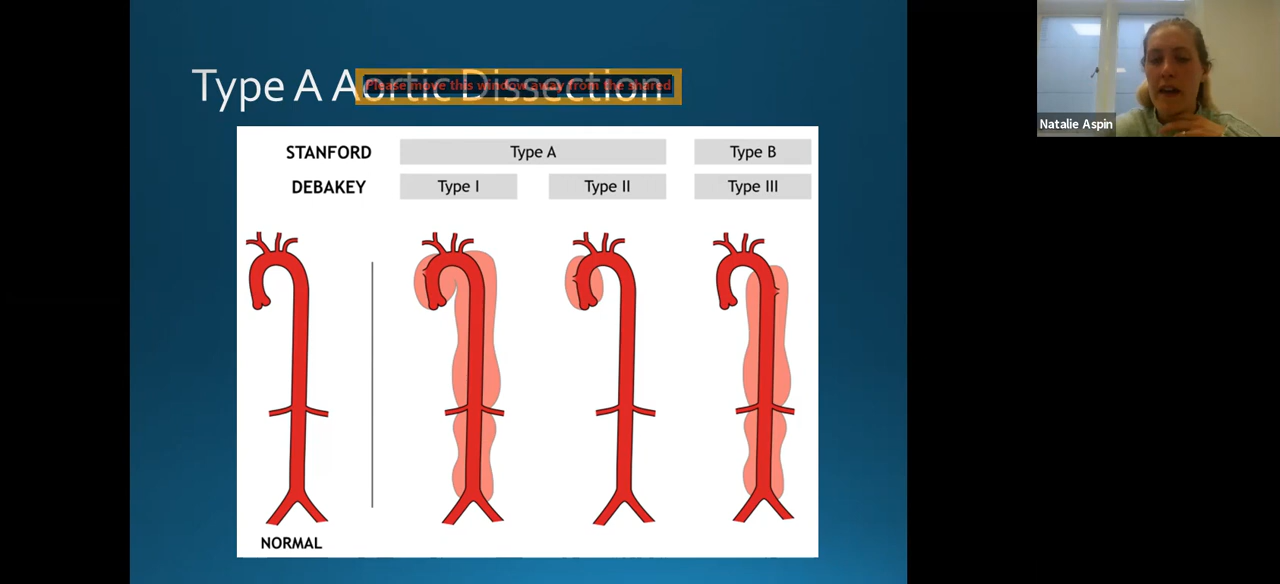 Type A Aortic Dissection
Please move this window away from the shared
STANFORD Type A Type B
DEBAKEY Type I Type II Type III
NORMAL
Natalie Aspin